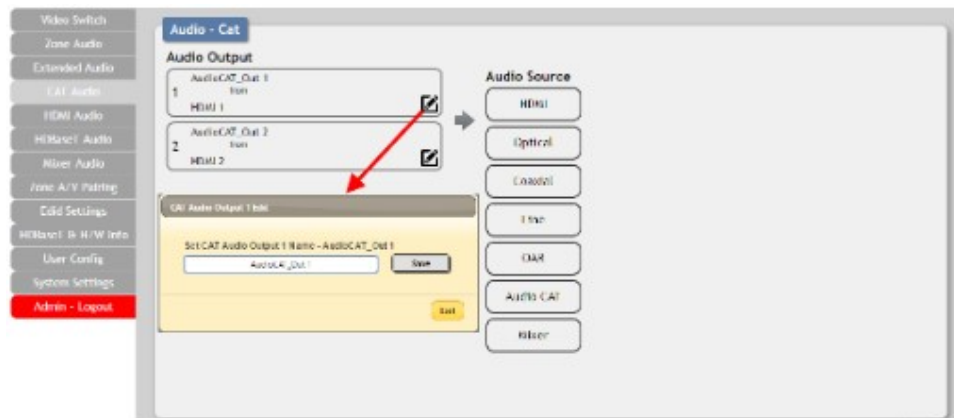 Video Switch
Zone Audio
Extended Audio
CAT Audio
HDMI Audio
HDBaseT Audio
Mixer Audio
Zone A/V Pairing
Edid Settings
HDBaseT & H/W Info
User Config
System Settings
Admin - Logout
Audio - Cat
Audio Output
1
AudioCAT_Out 1
from
HDMI 1
2
AudioCAT_Out 2
from
HDMI 2
CAT Audio Output 1 Edit
Set CAT Audio Output 1 Name - AudioCAT_Out 1
AudioCAT_Out 1
Save
Exit
Audio Source
HDMI
Optical
Coaxial
Line
OAR
Audio CAT
Mixer